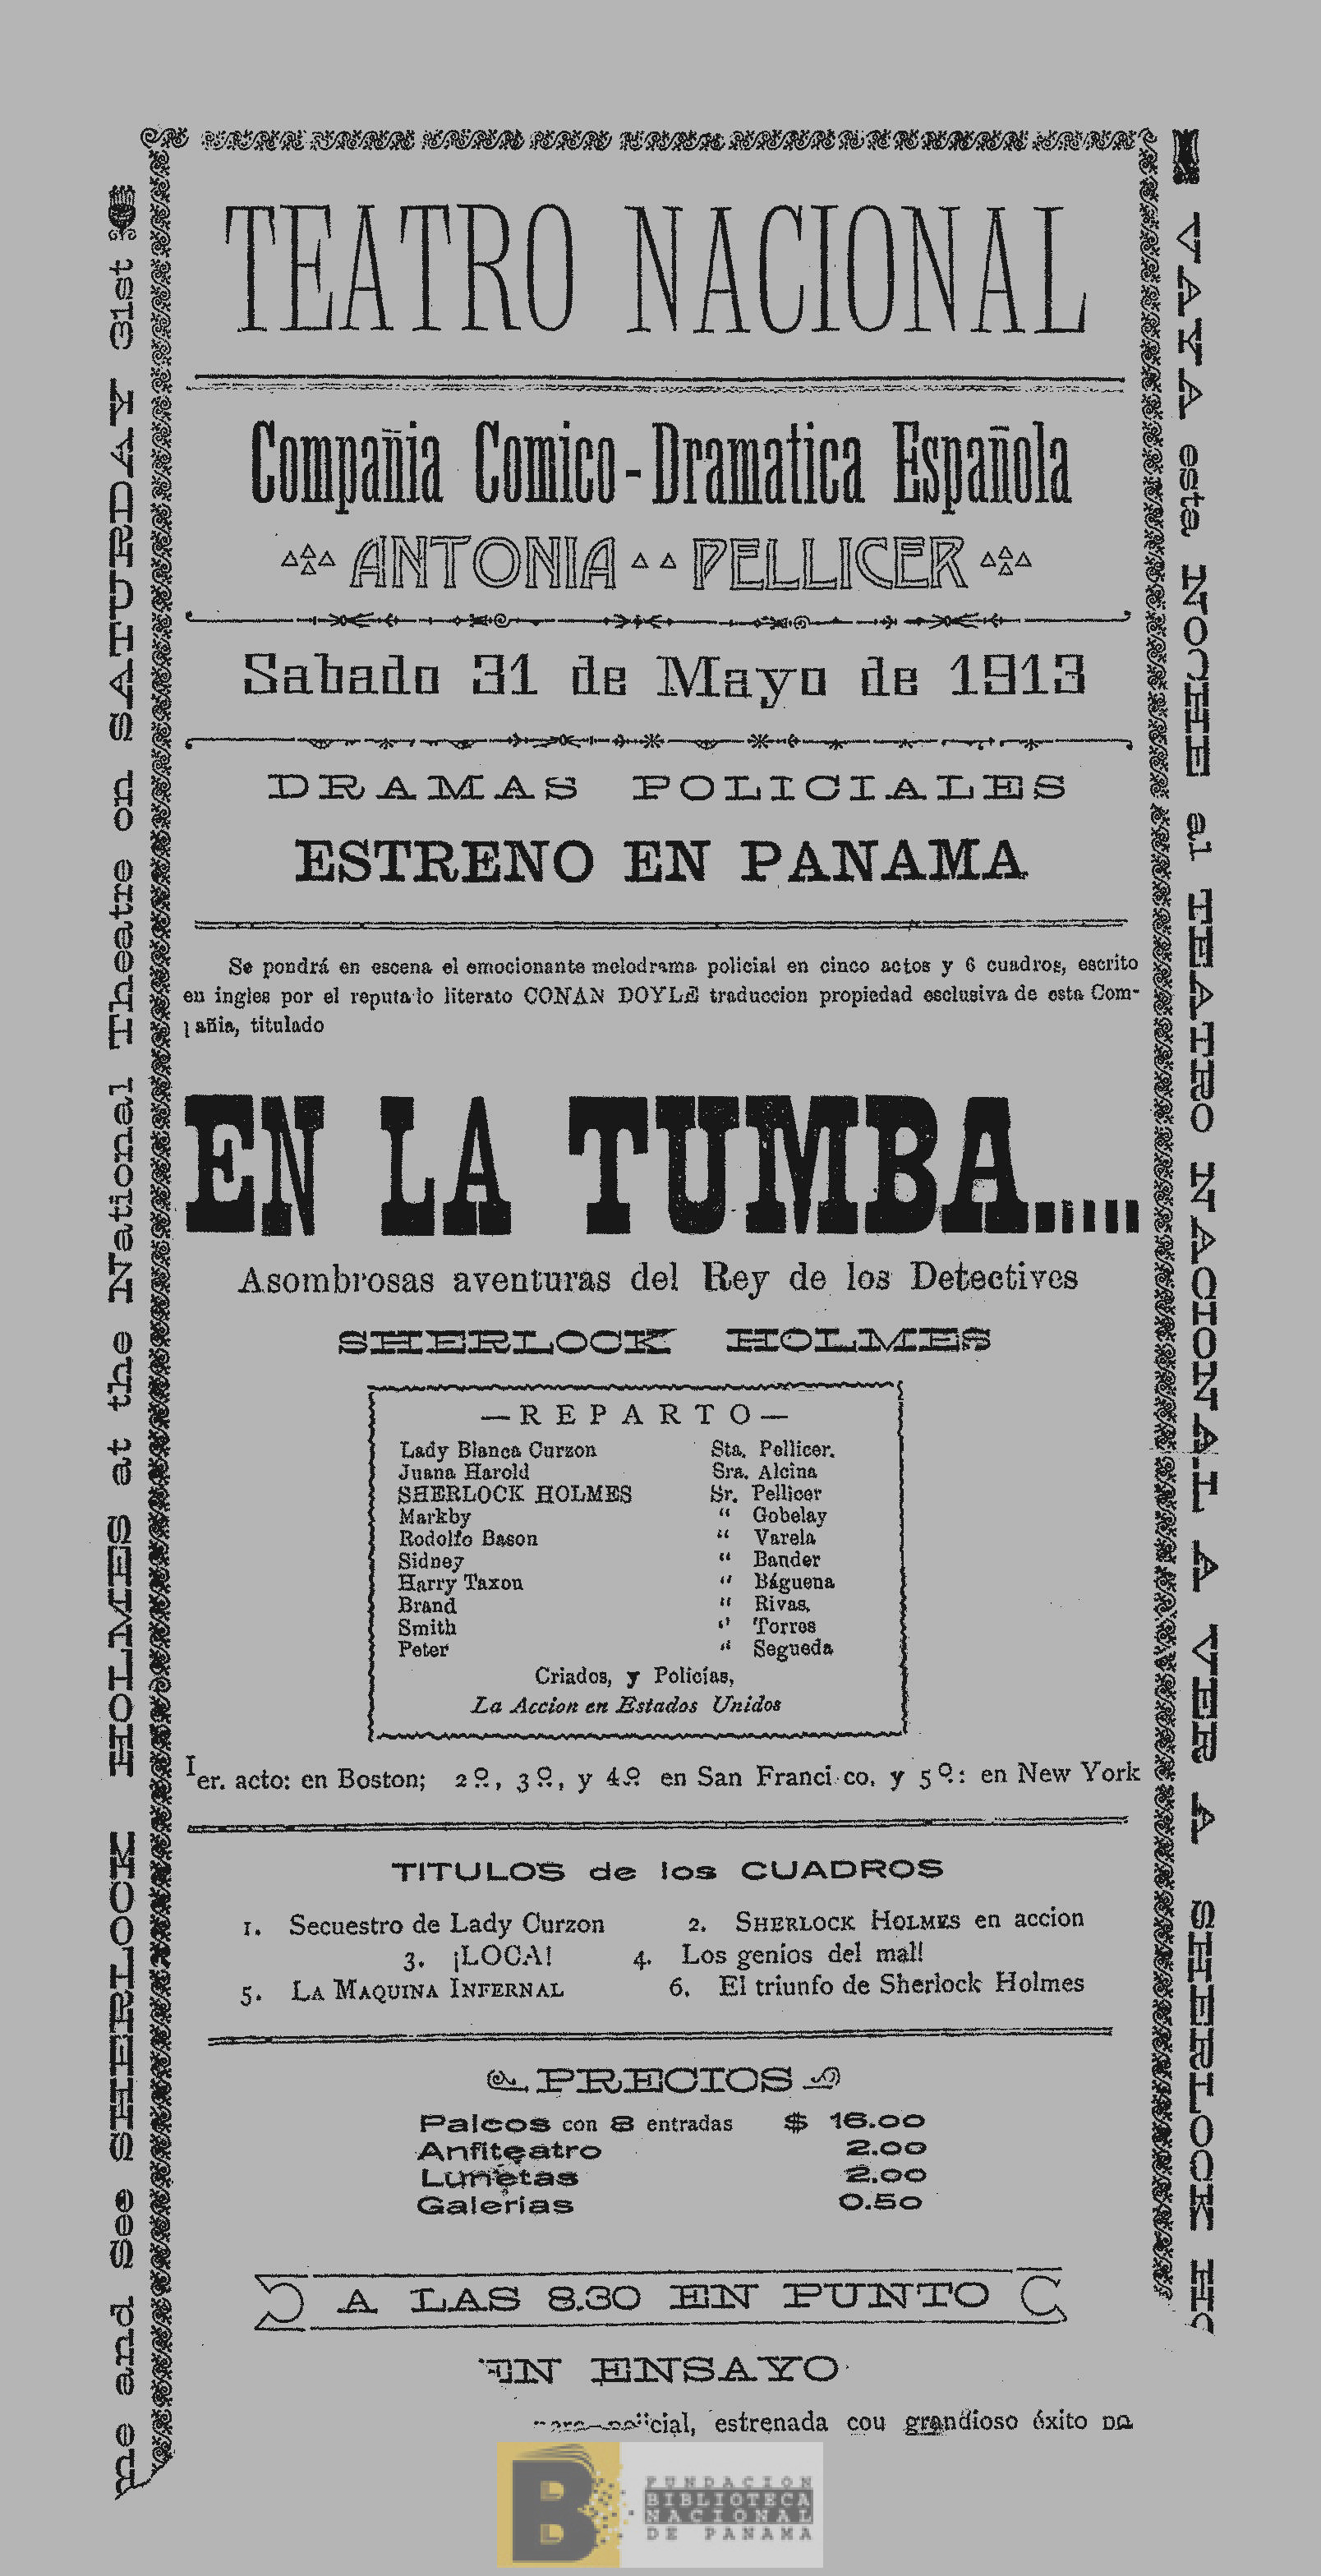 TEATRO NACIONAL
Compañia Comico-Dramatica Española
ANTONIA PELLICER
Sabado 31 de Mayo de 1913
DRAMAS POLICIALES
ESTRENO EN PANAMA
Se pondrá en escena el emocionante melodrama policial en cinco actos y 6 cuadros, escrito
en ingles por el reputado literato CONAN DOYLE traduccion propiedad esclusiva de esta Com-
pañia, titulado
EN LA TUMBA.....
Asombrosas aventuras del Rey de los Detectives
SHERLOCK HOLMES
—REPARTO—
Lady Blanca Curzon Sta. Pellicer.
Juana Harold Sra. Alcina
SHERLOCK HOLMES Sr. Pellicer
Markby “ Gobelay
Rodolfo Bason “ Varela
Sidney “ Bander
Harry Taxon “ Báguena
Brand “ Rivas.
Smith “ Torres
Peter “ Segueda
Criados, y Policías,
La Accion en Estados Unidos
1er. acto: en Boston; 2º, 3º, y 4º en San Francisco. y 5º: en New York
TITULOS de los CUADROS
1. Secuestro de Lady Curzon 2. SHERLOCK HOLMES en accion
3. ¡LOCA! 4. Los genios del mal!
5. LA MAQUINA INFERNAL 6. El triunfo de Sherlock Holmes
PRECIOS
Palcos con 8 entradas $ 16.00
Anfiteatro 2.00
Lunetas 2.00
Galerias 0.50
A LAS 8.30 EN PUNTO
EN ENSAYO
estrenada con grandioso éxito
me and See SHERLOCK HOLMES at the National Theatre on SATURDAY 31st
VAYA esta NOCHE al TEATRO NACIONAL A VER A SHERLOCK HO
B FUNDACION
BIBLIOTECA
NACIONAL
DE PANAMA